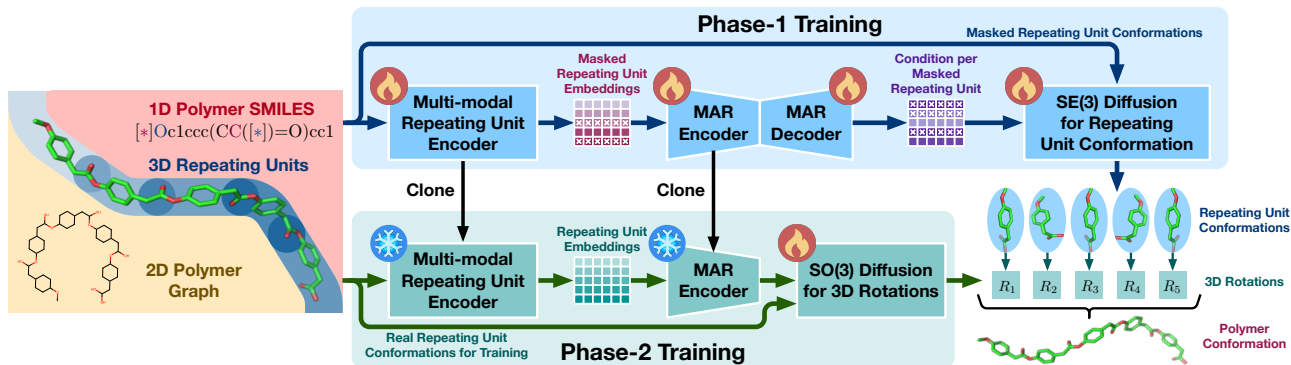 Phase-1 Training
Masked Repeating Unit Conformations
1D Polymer SMILES
[*]Oc1ccc(CC([*])=O)cc1
3D Repeating Units
2D Polymer
Graph
Multi-modal
Repeating Unit
Encoder
Masked
Repeating Unit
Embeddings
MAR
Encoder
MAR
Decoder
Condition per
Masked
Repeating Unit
SE(3) Diffusion
for Repeating
Unit Conformation
Clone
Clone
Repeating Unit
Conformations
Multi-modal
Repeating Unit
Encoder
Repeating Unit
Embeddings
MAR
Encoder
SO(3) Diffusion
for 3D Rotations
R1 R2 R3 R4 R5
3D Rotations
Real Repeating Unit
Conformations for Training
Phase-2 Training
Polymer
Conformation